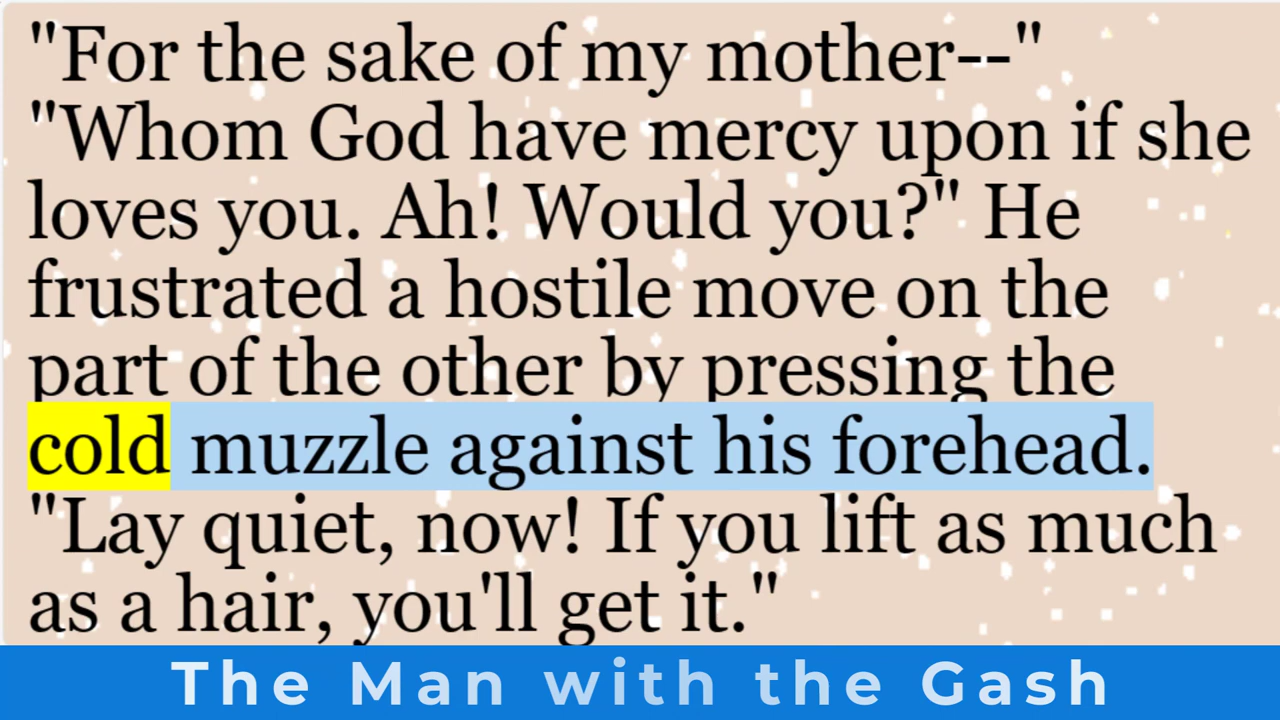 "For the sake of my mother--"
"Whom God have mercy upon if she
loves you. Ah! Would you?" He
frustrated a hostile move on the
part of the other by pressing the
cold muzzle against his forehead.
"Lay quiet, now! If you lift as much
as a hair, you'll get it."
The Man with the Gash